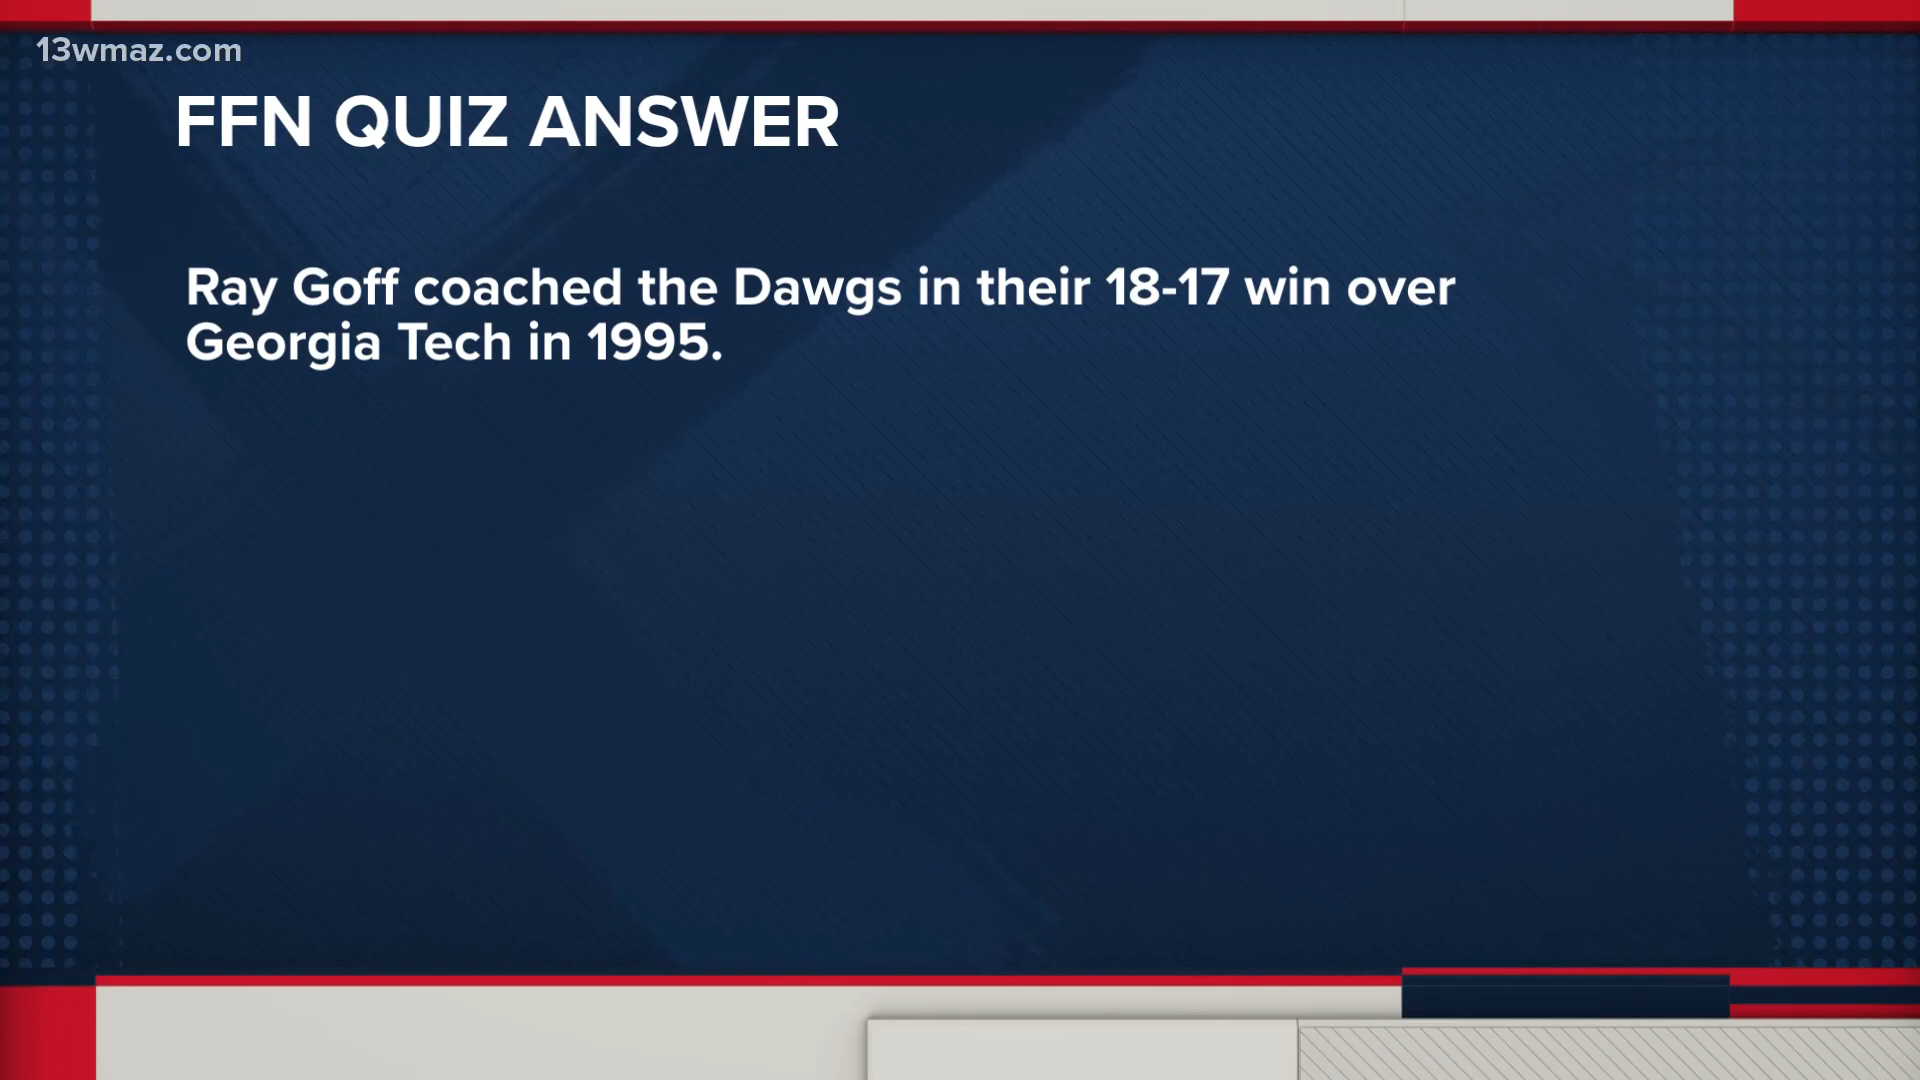 13wmaz.com
FFN QUIZ ANSWER
Ray Goff coached the Dawgs in their 18-17 win over
Georgia Tech in 1995.